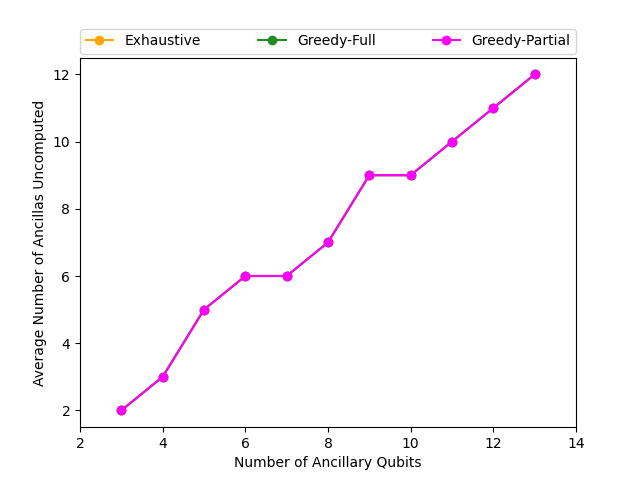 Exhaustive Greedy-Full Greedy-Partial
12
10
8
6
4
2
Average Number of Ancillas Uncomputed
2 4 6 8 10 12 14
Number of Ancillary Qubits